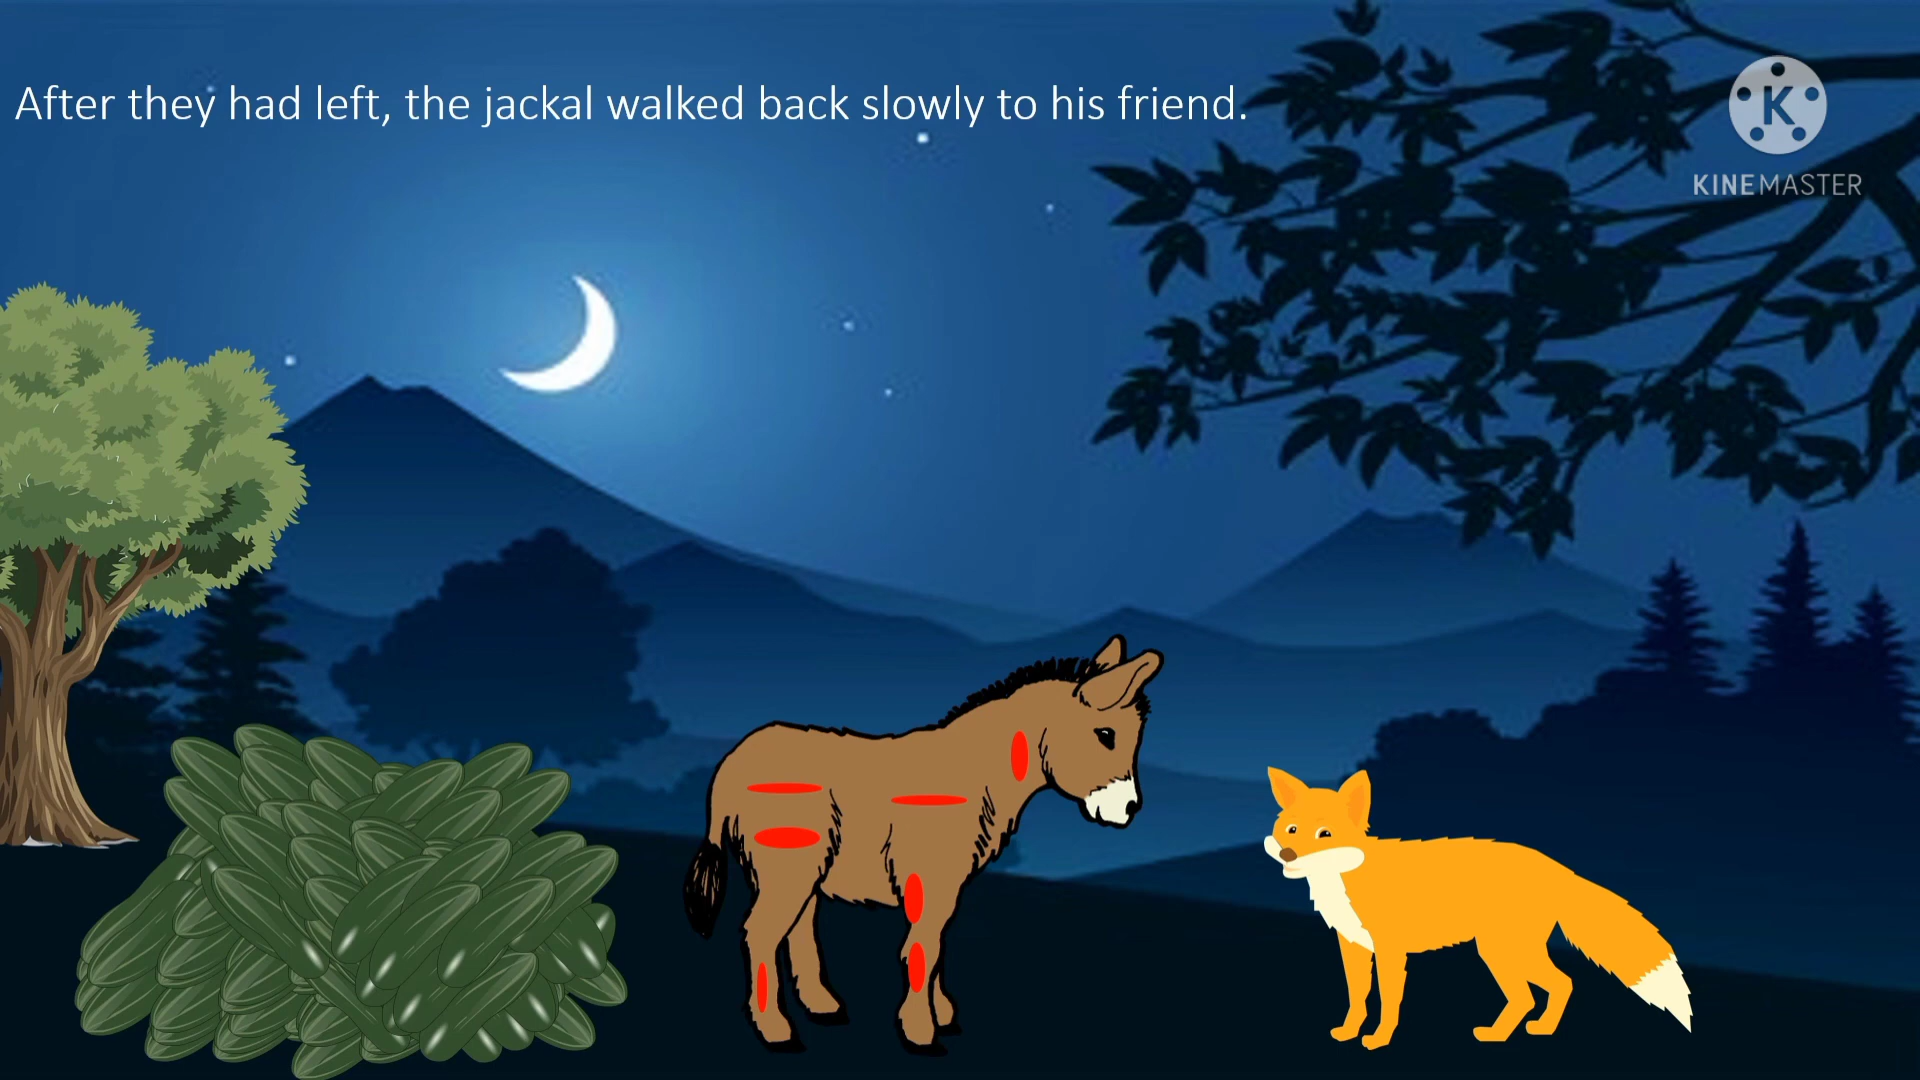 After they had left, the jackal walked back slowly to his friend.
K
KINEMASTER